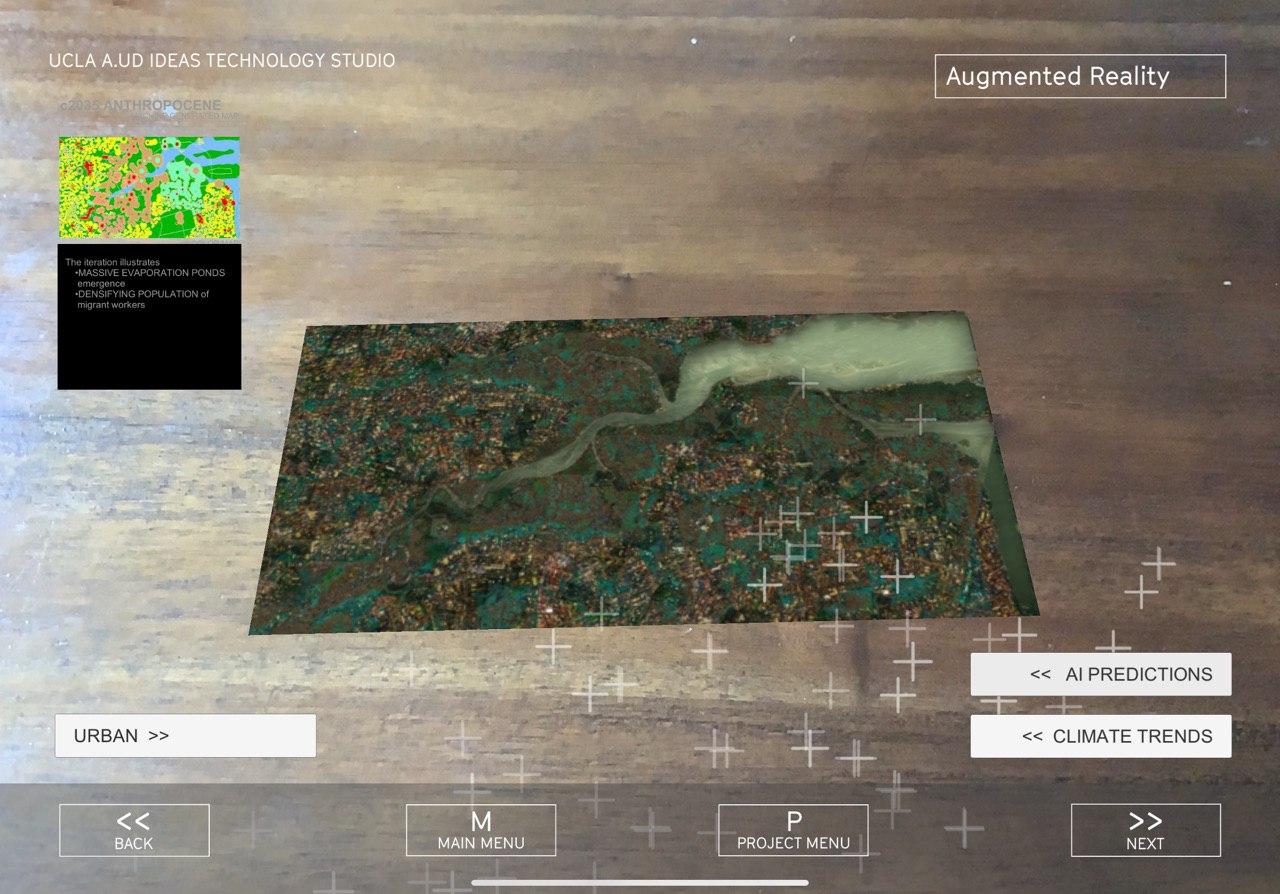 UCLA A.UD IDEAS TECHNOLOGY STUDIO
Augmented Reality
c2035 ANTHROPOCENE
The iteration illustrates
•MASSIVE EVAPORATION PONDS
emergence
•DENSIFYING POPULATION of
migrant workers
<< AI PREDICTIONS
URBAN >>
<< CLIMATE TRENDS
<<
BACK
M
MAIN MENU
P
PROJECT MENU
>>
NEXT